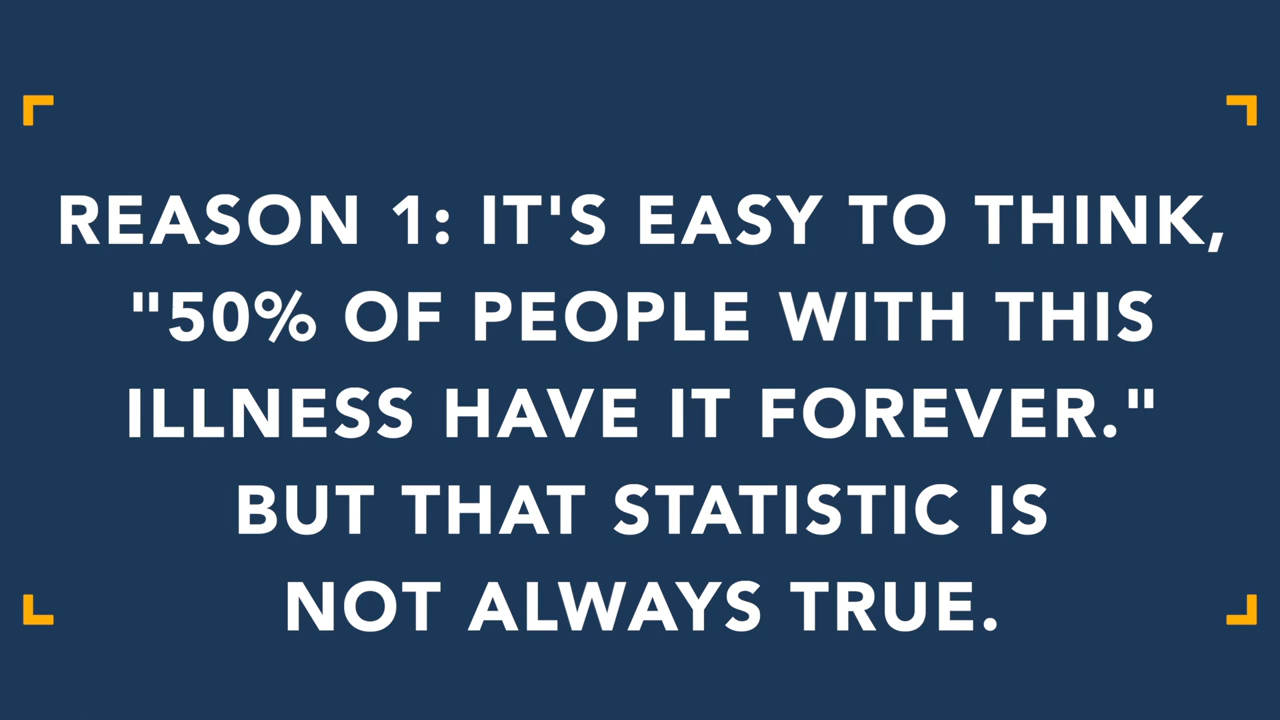 REASON 1: IT'S EASY TO THINK,
"50% OF PEOPLE WITH THIS
ILLNESS HAVE IT FOREVER."
BUT THAT STATISTIC IS
NOT ALWAYS TRUE.